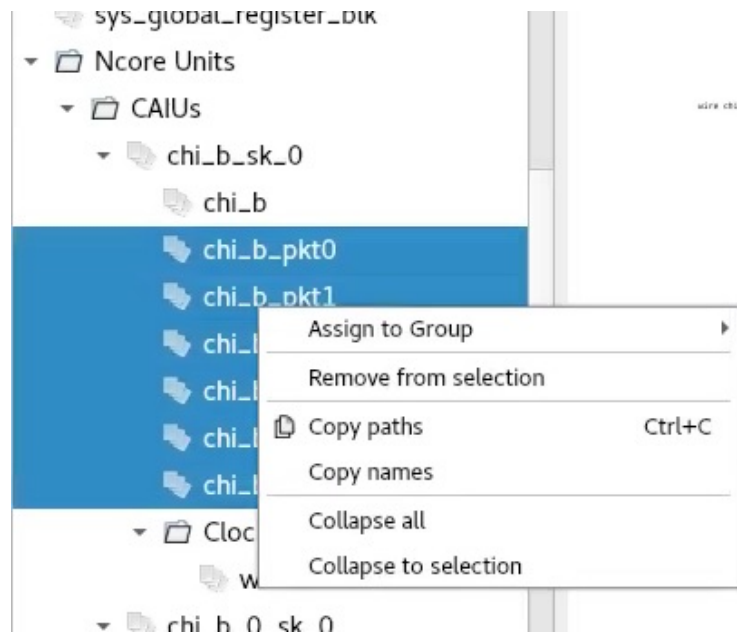 sys_global_register_blk
Ncore Units
CAIUs
chi_b_sk_0
chi_b
chi_b_pkt0
chi_b_pkt1
Assign to Group
Remove from selection
Copy paths Ctrl+C
Copy names
Collapse all
Collapse to selection
chi_b_0_sk_0